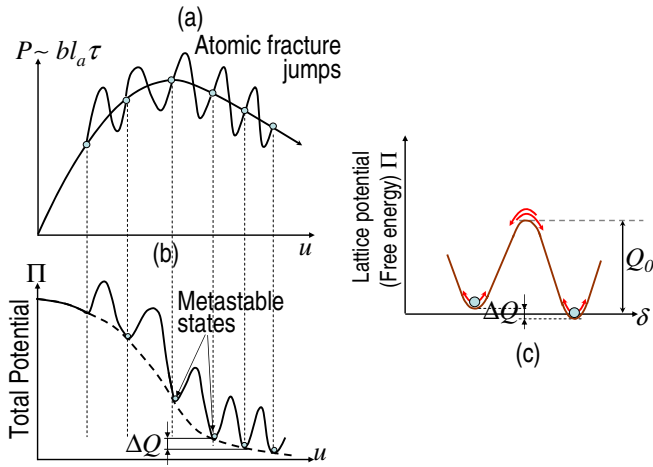 (a)
P ~ bl_a τ
Atomic fracture
jumps
u
(b)
Π
Metastable
states
Total Potential
ΔQ
u
Lattice potential
(Free energy) Π
Q_0
ΔQ
δ
(c)